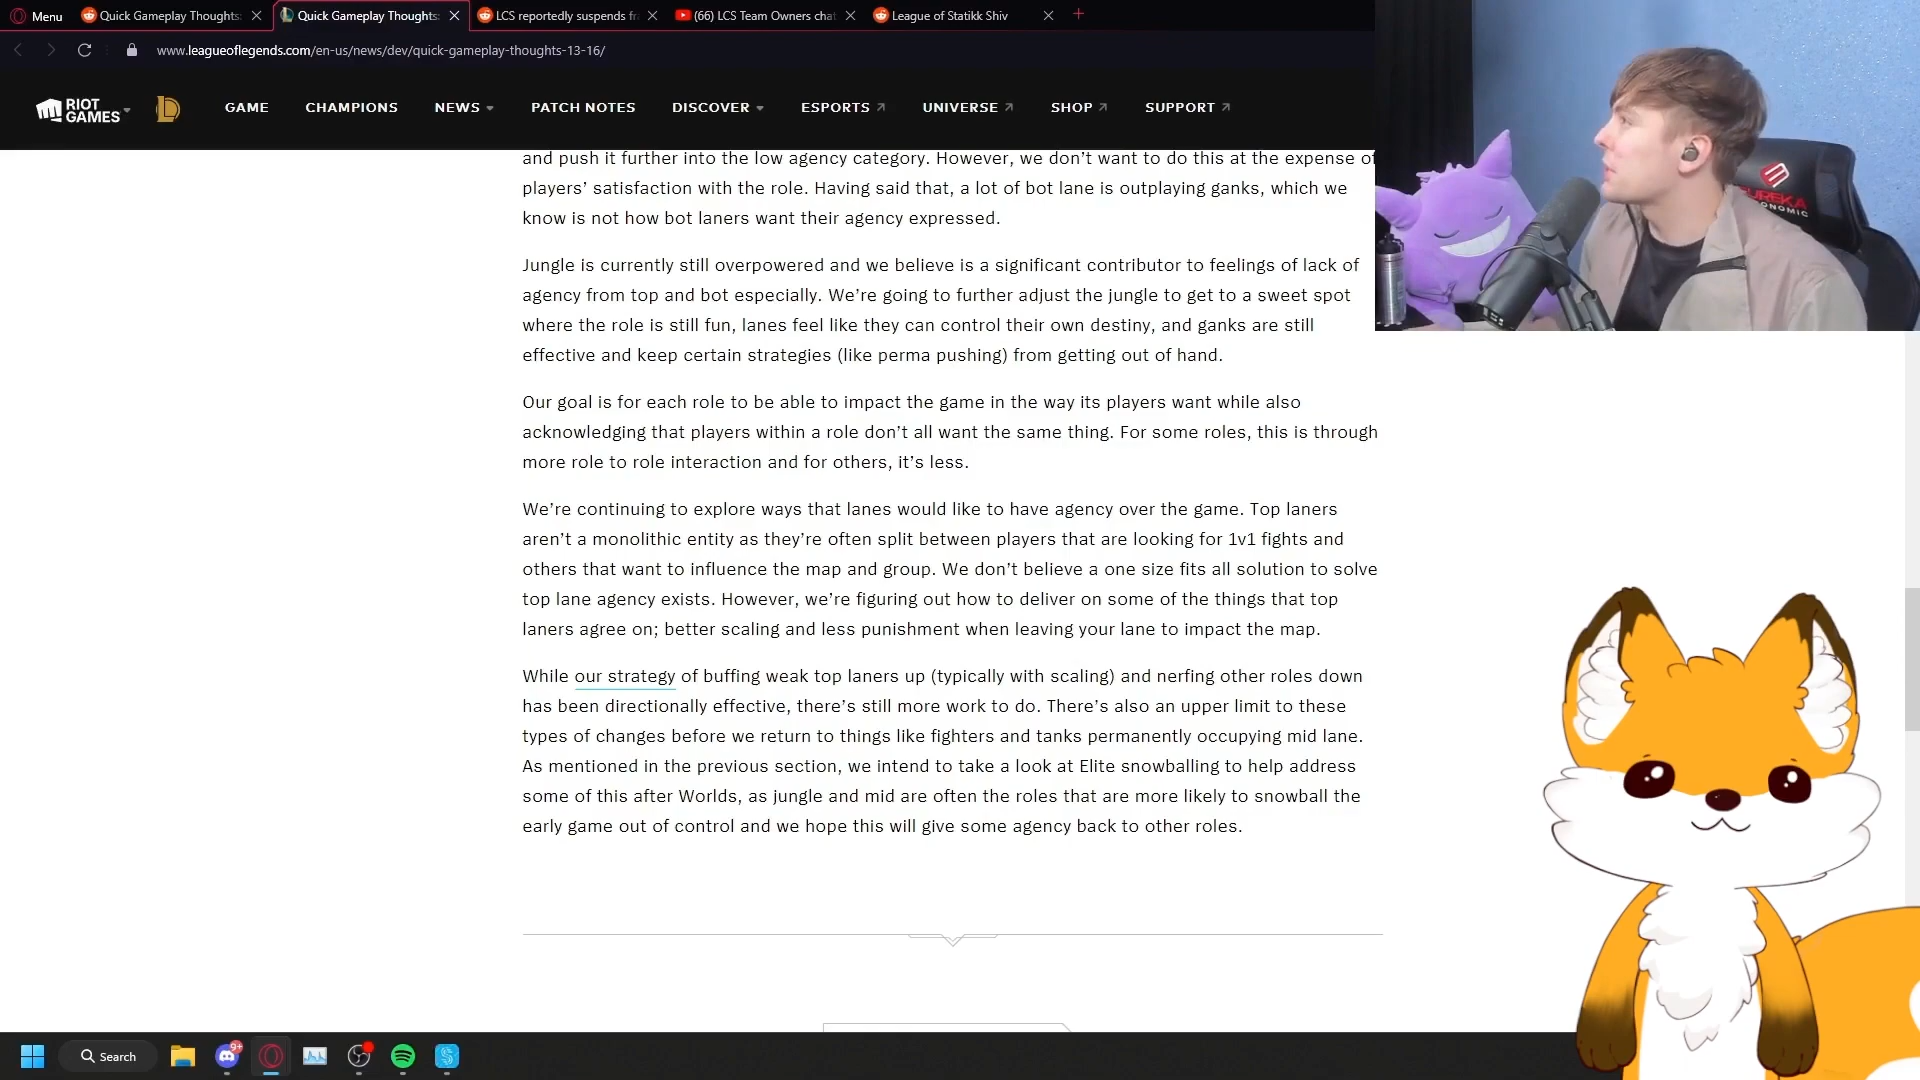 Menu
Quick Gameplay Thoughts:
Quick Gameplay Thoughts:
LCS reportedly suspends fr
(66) LCS Team Owners cha
League of Statikk Shiv
www.leagueoflegends.com/en-us/news/dev/quick-gameplay-thoughts-13-16/
RIOT GAMES
GAME
CHAMPIONS
NEWS
PATCH NOTES
DISCOVER
ESPORTS
UNIVERSE
SHOP
SUPPORT
and push it further into the low agency category. However, we don’t want to do this at the expense of
players’ satisfaction with the role. Having said that, a lot of bot lane is outplaying ganks, which we
know is not how bot laners want their agency expressed.
Jungle is currently still overpowered and we believe is a significant contributor to feelings of lack of
agency from top and bot especially. We’re going to further adjust the jungle to get to a sweet spot
where the role is still fun, lanes feel like they can control their own destiny, and ganks are still
effective and keep certain strategies (like perma pushing) from getting out of hand.
Our goal is for each role to be able to impact the game in the way its players want while also
acknowledging that players within a role don’t all want the same thing. For some roles, this is through
more role to role interaction and for others, it’s less.
We’re continuing to explore ways that lanes would like to have agency over the game. Top laners
aren’t a monolithic entity as they’re often split between players that are looking for 1v1 fights and
others that want to influence the map and group. We don’t believe a one size fits all solution to solve
top lane agency exists. However, we’re figuring out how to deliver on some of the things that top
laners agree on; better scaling and less punishment when leaving your lane to impact the map.
While our strategy of buffing weak top laners up (typically with scaling) and nerfing other roles down
has been directionally effective, there’s still more work to do. There’s also an upper limit to these
types of changes before we return to things like fighters and tanks permanently occupying mid lane.
As mentioned in the previous section, we intend to take a look at Elite snowballing to help address
some of this after Worlds, as jungle and mid are often the roles that are more likely to snowball the
early game out of control and we hope this will give some agency back to other roles.
Search
9+